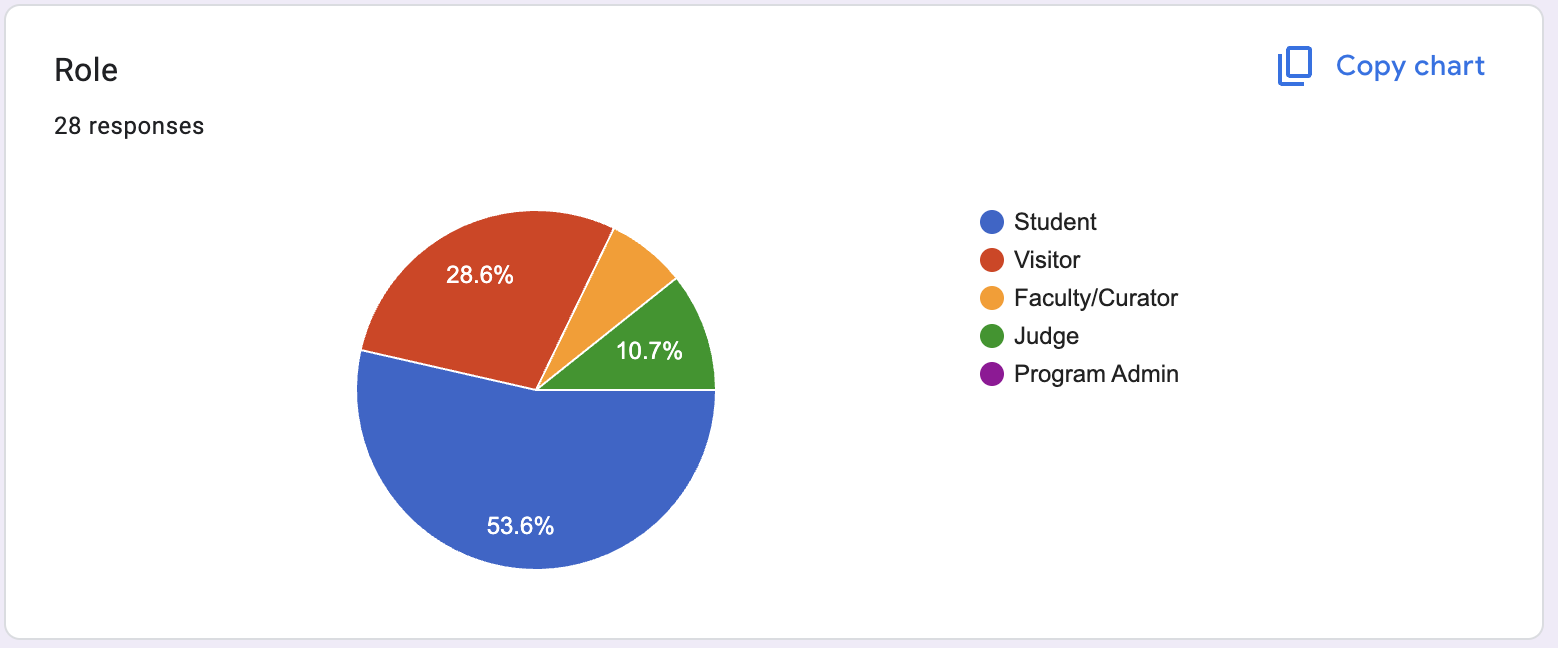 Role
Copy chart
28 responses
28.6%
10.7%
53.6%
Student
Visitor
Faculty/Curator
Judge
Program Admin